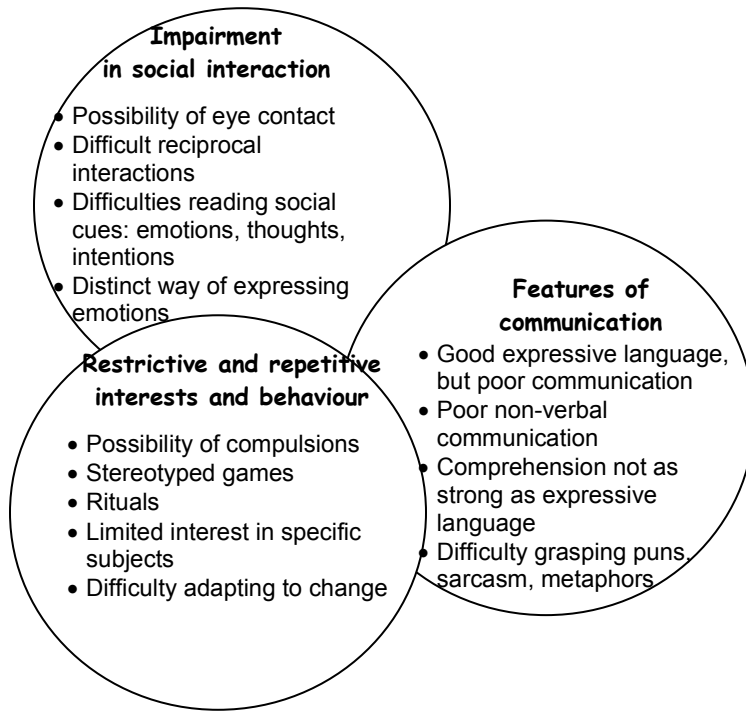 Impairment
in social interaction
• Possibility of eye contact
• Difficult reciprocal
interactions
• Difficulties reading social
cues: emotions, thoughts,
intentions
• Distinct way of expressing
emotions
Restrictive and repetitive
interests and behaviour
• Possibility of compulsions
• Stereotyped games
• Rituals
• Limited interest in specific
subjects
• Difficulty adapting to change
Features of
communication
• Good expressive language,
but poor communication
• Poor non-verbal
communication
• Comprehension not as
strong as expressive
language
• Difficulty grasping puns,
sarcasm, metaphors